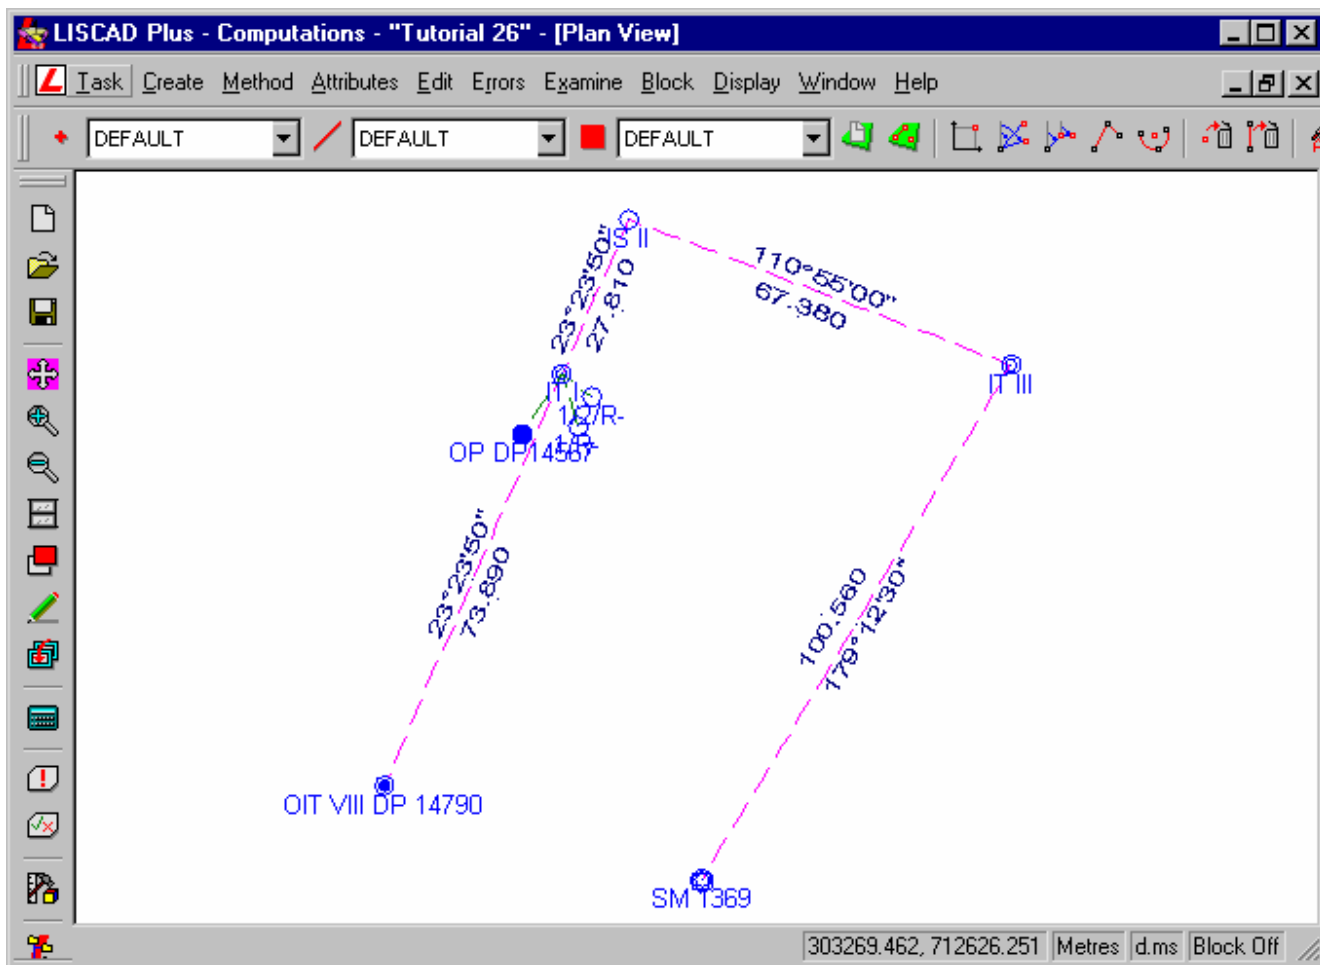 LISCAD Plus - Computations - "Tutorial 26" - [Plan View]
Task Create Method Attributes Edit Errors Examine Block Display Window Help
DEFAULT DEFAULT DEFAULT
IS II
23°23'50"
27.810
110°55'00"
67.380
IT I
IT III
1/2/R-
OP DP14567
23°23'50"
73.890
100.560
179°12'30"
OIT VIII DP 14790
SM 1369
303269.462, 712626.251 Metres d.ms Block Off